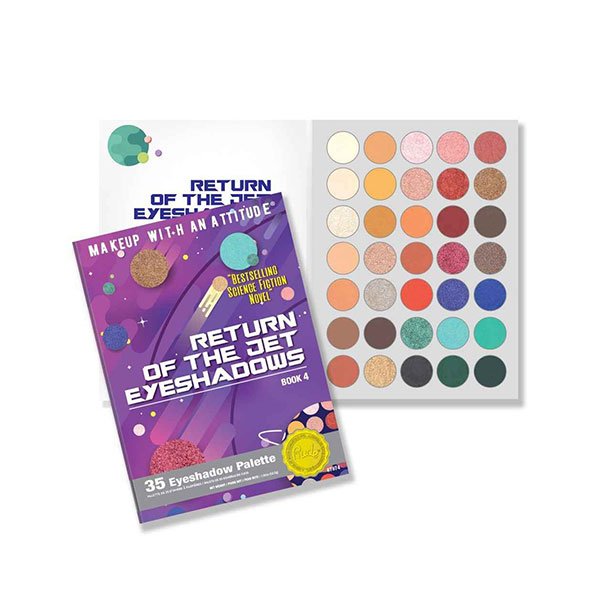 RETURN
OF THE JET
EYESHADOWS
MAKEUP WITH AN ATTITUDE®
"BESTSELLING
SCIENCE FICTION
NOVEL"
RETURN
OF THE JET
EYESHADOWS
BOOK 4
35 Eyeshadow Palette
Rude